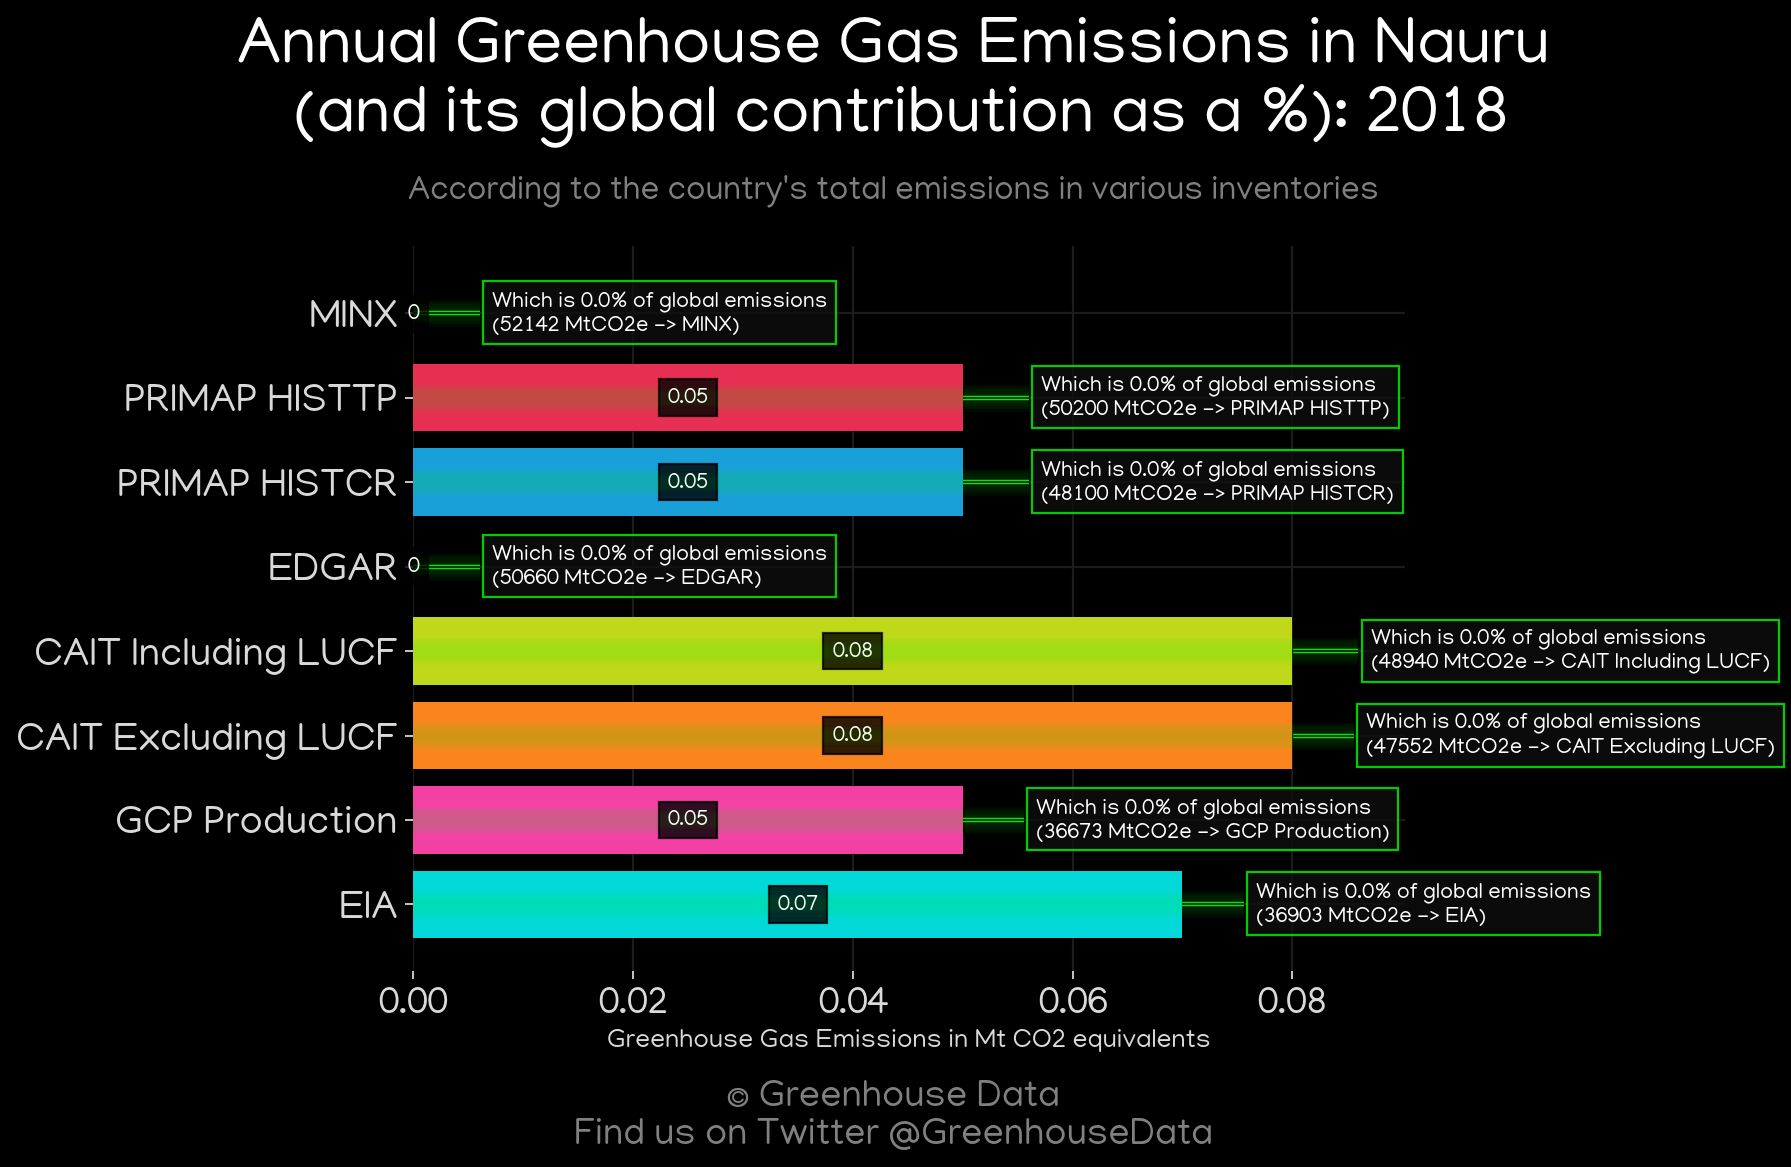 Annual Greenhouse Gas Emissions in Nauru
(and its global contribution as a %): 2018
According to the country's total emissions in various inventories
MINX
0
Which is 0.0% of global emissions
(52142 MtCO2e -> MINX)
PRIMAP HISTTP
0.05
Which is 0.0% of global emissions
(50200 MtCO2e -> PRIMAP HISTTP)
PRIMAP HISTCR
0.05
Which is 0.0% of global emissions
(48100 MtCO2e -> PRIMAP HISTCR)
EDGAR
0
Which is 0.0% of global emissions
(50660 MtCO2e -> EDGAR)
CAIT Including LUCF
0.08
Which is 0.0% of global emissions
(48940 MtCO2e -> CAIT Including LUCF)
CAIT Excluding LUCF
0.08
Which is 0.0% of global emissions
(47552 MtCO2e -> CAIT Excluding LUCF)
GCP Production
0.05
Which is 0.0% of global emissions
(36673 MtCO2e -> GCP Production)
EIA
0.07
Which is 0.0% of global emissions
(36903 MtCO2e -> EIA)
0.00 0.02 0.04 0.06 0.08
Greenhouse Gas Emissions in Mt CO2 equivalents
© Greenhouse Data
Find us on Twitter @GreenhouseData